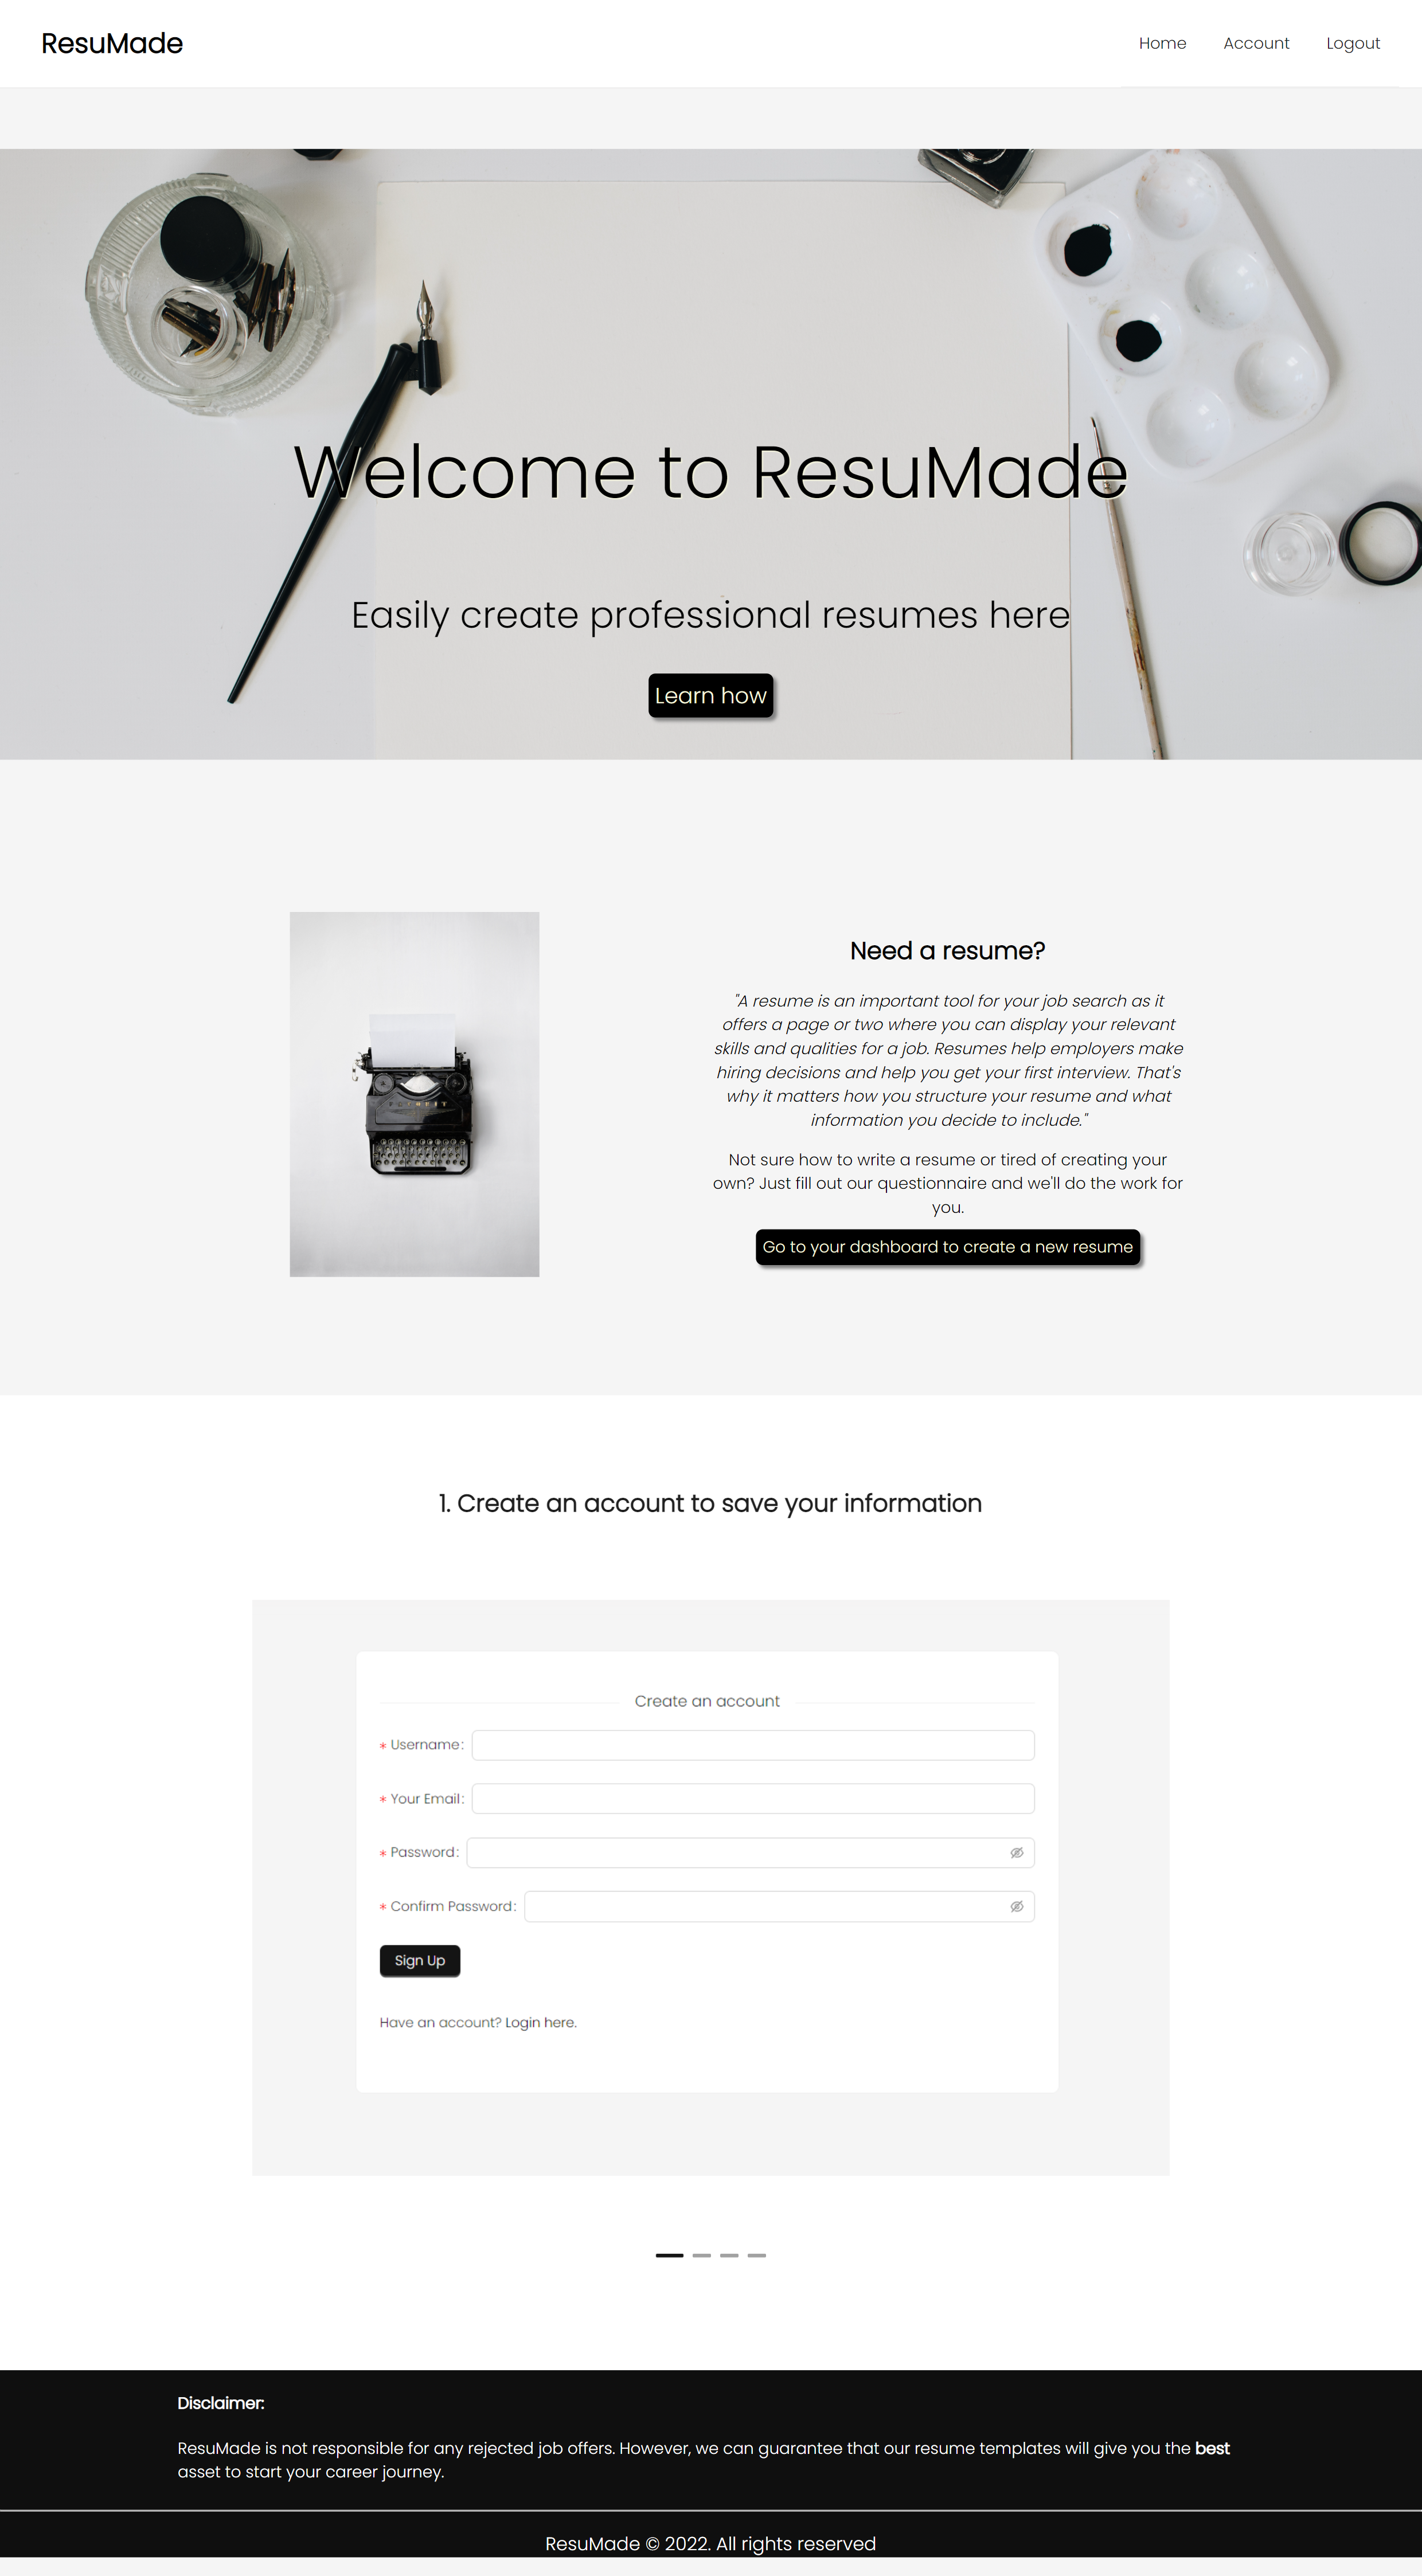 ResuMade
Home
Account
Logout
Welcome to ResuMade
Easily create professional resumes here
Learn how
Need a resume?
"A resume is an important tool for your job search as it
offers a page or two where you can display your relevant
skills and qualities for a job. Resumes help employers make
hiring decisions and help you get your first interview. That's
why it matters how you structure your resume and what
information you decide to include."
Not sure how to write a resume or tired of creating your
own? Just fill out our questionnaire and we'll do the work for
you.
Go to your dashboard to create a new resume
1. Create an account to save your information
Create an account
* Username:
* Your Email:
* Password:
* Confirm Password:
Sign Up
Have an account? Login here.
Disclaimer:
ResuMade is not responsible for any rejected job offers. However, we can guarantee that our resume templates will give you the best
asset to start your career journey.
ResuMade © 2022. All rights reserved